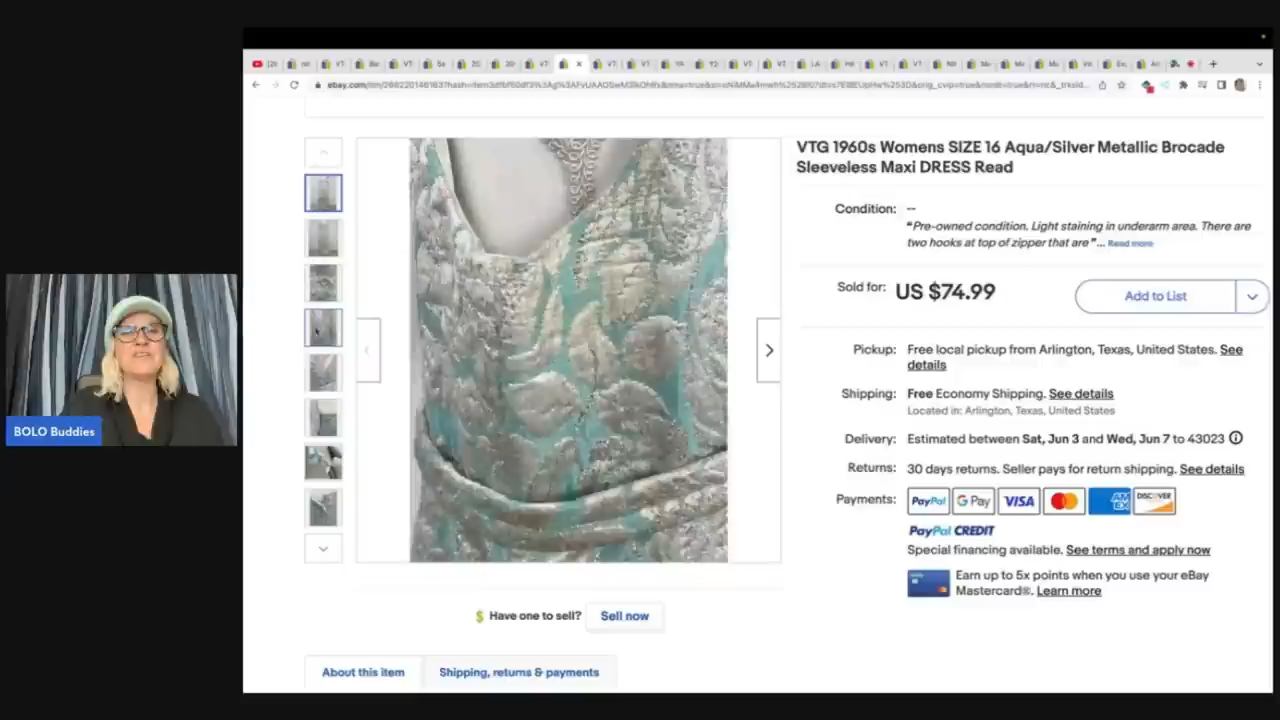 VTG 1960s Womens SIZE 16 Aqua/Silver Metallic Brocade
Sleeveless Maxi DRESS Read
Condition: --
"Pre-owned condition. Light staining in underarm area. There are
two hooks at top of zipper that are"... Read more
Sold for: US $74.99
Add to List
Pickup: Free local pickup from Arlington, Texas, United States. See
details
Shipping: Free Economy Shipping. See details
Located in: Arlington, Texas, United States
Delivery: Estimated between Sat, Jun 3 and Wed, Jun 7 to 43023
Returns: 30 days returns. Seller pays for return shipping. See details
Payments: PayPal G Pay VISA AM EX DISCOVER
PayPal CREDIT
Special financing available. See terms and apply now
Earn up to 5x points when you use your eBay
Mastercard®. Learn more
BOLO Buddies
$ Have one to sell? Sell now
About this item
Shipping, returns & payments